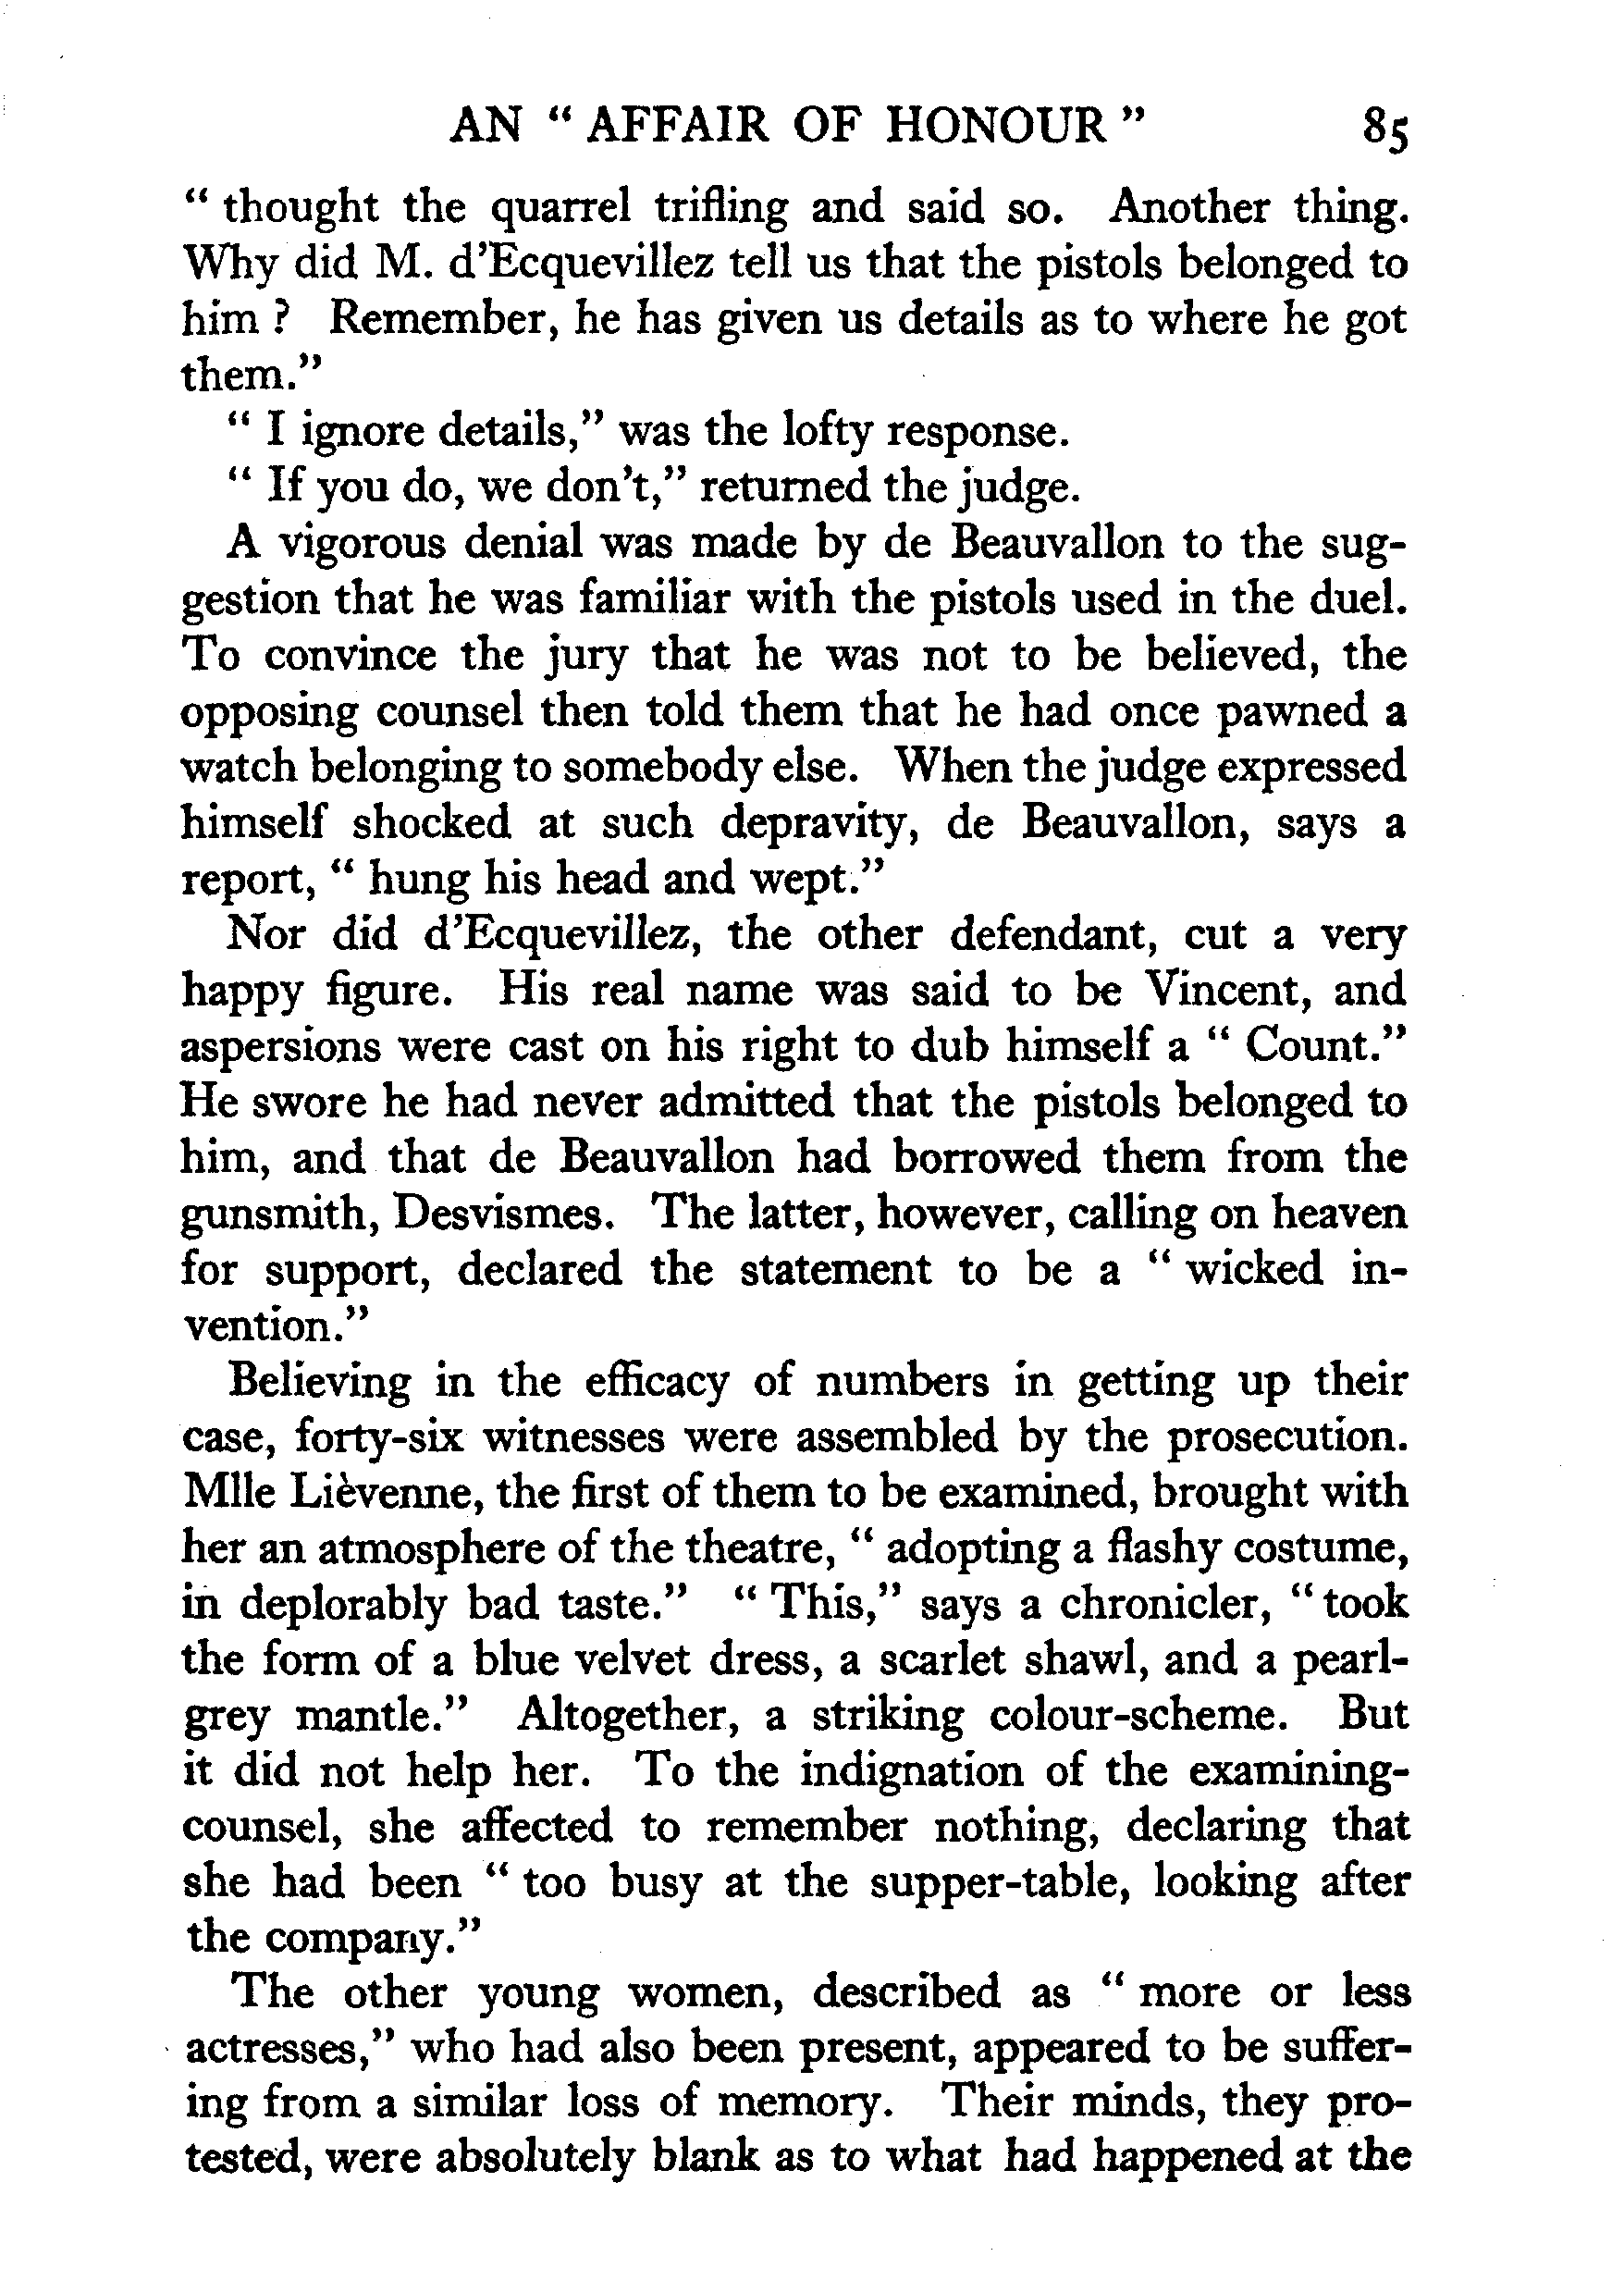 AN " AFFAIR OF HONOUR " 85
" thought the quarrel trifling and said so. Another thing.
Why did M. d'Ecquevillez tell us that the pistols belonged to
him ? Remember, he has given us details as to where he got
them."
" I ignore details," was the lofty response.
" If you do, we don't," returned the judge.
A vigorous denial was made by de Beauvallon to the sug-
gestion that he was familiar with the pistols used in the duel.
To convince the jury that he was not to be believed, the
opposing counsel then told them that he had once pawned a
watch belonging to somebody else. When the judge expressed
himself shocked at such depravity, de Beauvallon, says a
report, " hung his head and wept."
Nor did d'Ecquevillez, the other defendant, cut a very
happy figure. His real name was said to be Vincent, and
aspersions were cast on his right to dub himself a " Count."
He swore he had never admitted that the pistols belonged to
him, and that de Beauvallon had borrowed them from the
gunsmith, Desvismes. The latter, however, calling on heaven
for support, declared the statement to be a " wicked in-
vention."
Believing in the efficacy of numbers in getting up their
case, forty-six witnesses were assembled by the prosecution.
Mlle Lièvenne, the first of them to be examined, brought with
her an atmosphere of the theatre, " adopting a flashy costume,
in deplorably bad taste." " This," says a chronicler, " took
the form of a blue velvet dress, a scarlet shawl, and a pearl-
grey mantle." Altogether, a striking colour-scheme. But
it did not help her. To the indignation of the examining-
counsel, she affected to remember nothing, declaring that
she had been " too busy at the supper-table, looking after
the company."
The other young women, described as " more or less
actresses," who had also been present, appeared to be suffer-
ing from a similar loss of memory. Their minds, they pro-
tested, were absolutely blank as to what had happened at the